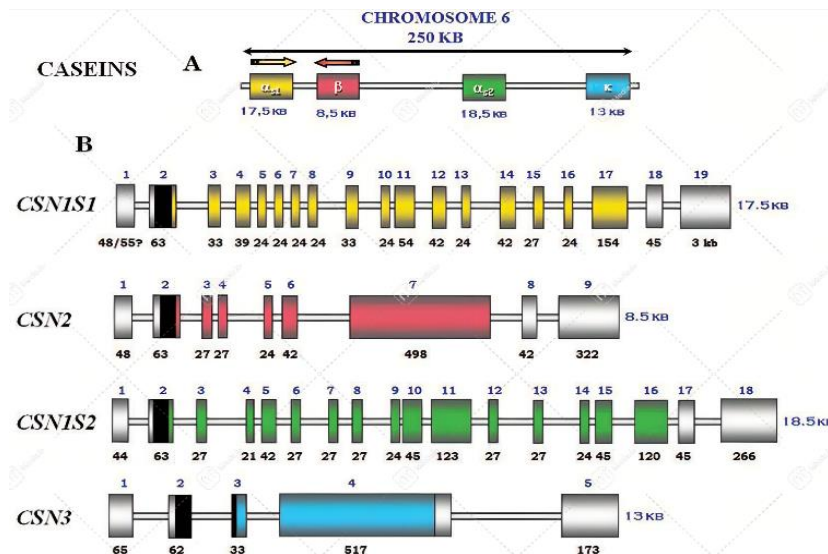 CHROMOSOME 6
250 KB
CASEINS A
αs1 β αs2 κ
17,5 KB 8,5 KB 18,5 KB 13 KB
B
1 2 3 4 5 6 7 8 9 10 11 12 13 14 15 16 17 18 19
CSN1S1 17.5 KB
48/55? 63 33 39 24 24 24 24 33 24 54 42 24 42 27 24 154 45 3 kb
1 2 3 4 5 6 7 8 9
CSN2 8.5 KB
48 63 27 27 24 42 498 42 322
1 2 3 4 5 6 7 8 9 10 11 12 13 14 15 16 17 18
CSN1S2 18.5 KB
44 63 27 21 42 27 27 27 24 45 123 27 27 24 45 120 45 266
1 2 3 4 5
CSN3 13 KB
65 62 33 517 173